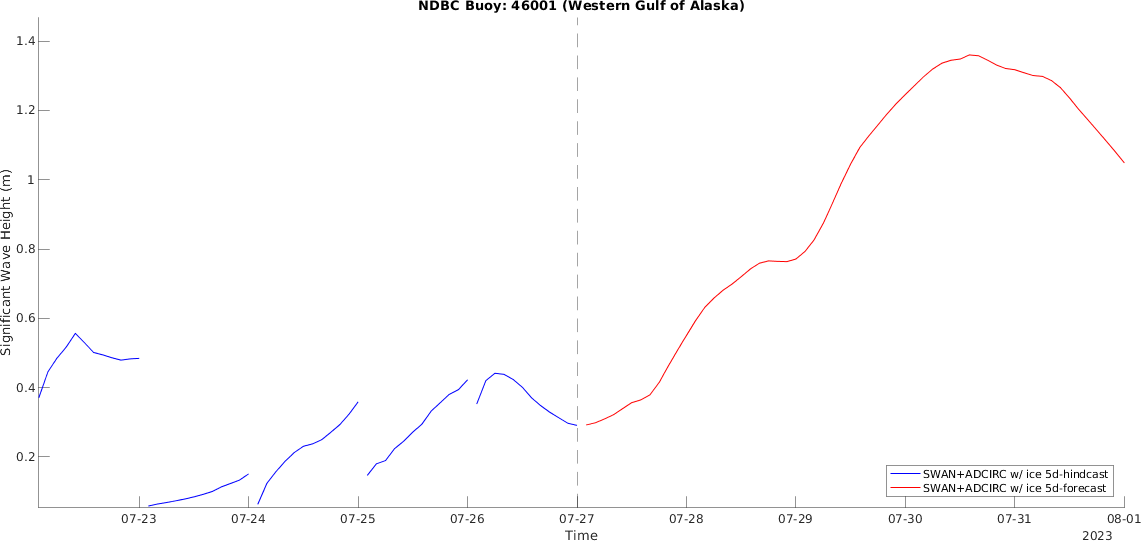 NDBC Buoy: 46001 (Western Gulf of Alaska)
Significant Wave Height (m)
1.4
1.2
1
0.8
0.6
0.4
0.2
SWAN+ADCIRC w/ ice 5d-hindcast
SWAN+ADCIRC w/ ice 5d-forecast
07-23 07-24 07-25 07-26 07-27 07-28 07-29 07-30 07-31 08-01
Time 2023